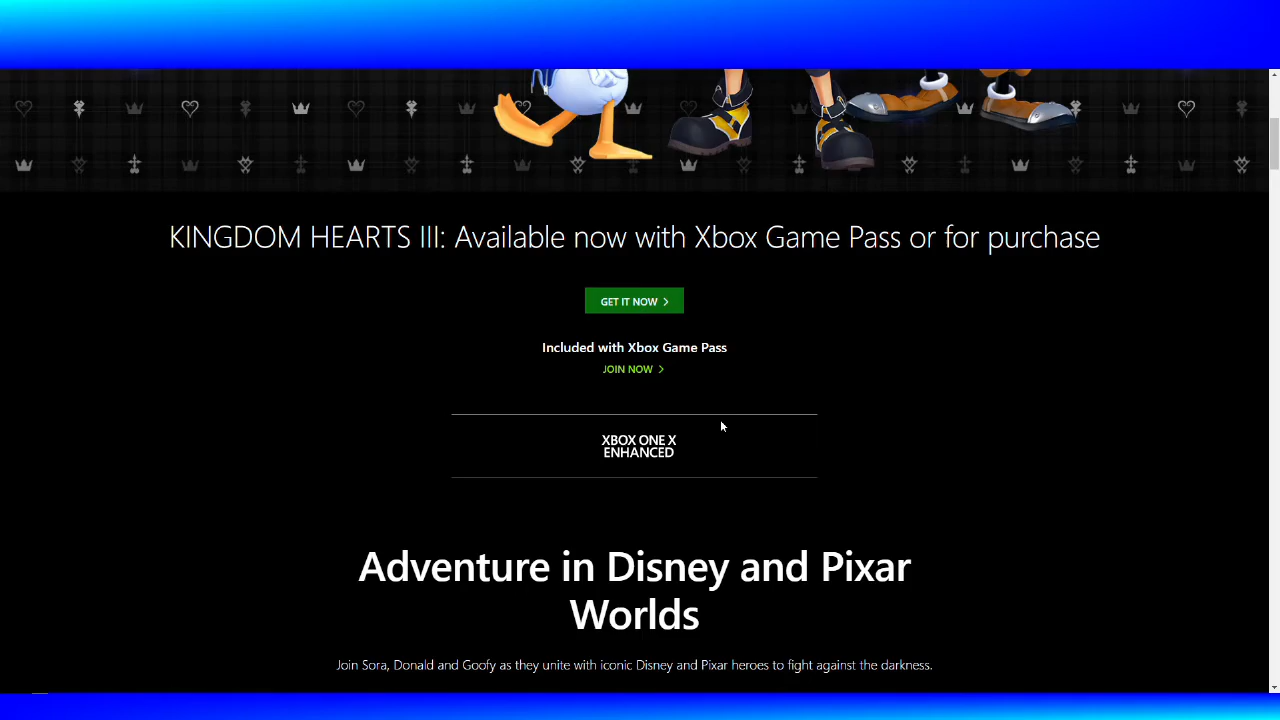 KINGDOM HEARTS III: Available now with Xbox Game Pass or for purchase
GET IT NOW
Included with Xbox Game Pass
JOIN NOW
XBOX ONE X
ENHANCED
Adventure in Disney and Pixar
Worlds
Join Sora, Donald and Goofy as they unite with iconic Disney and Pixar heroes to fight against the darkness.